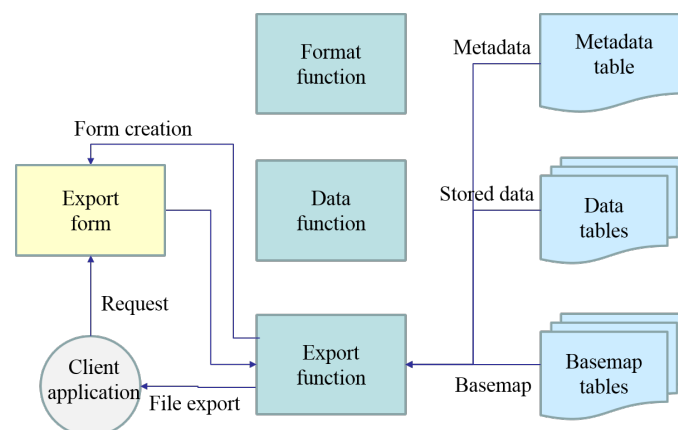 Format
function
Metadata
Metadata
table
Form creation
Export
form
Data
function
Stored data
Data
tables
Request
Client
application
File export
Export
function
Basemap
Basemap
tables